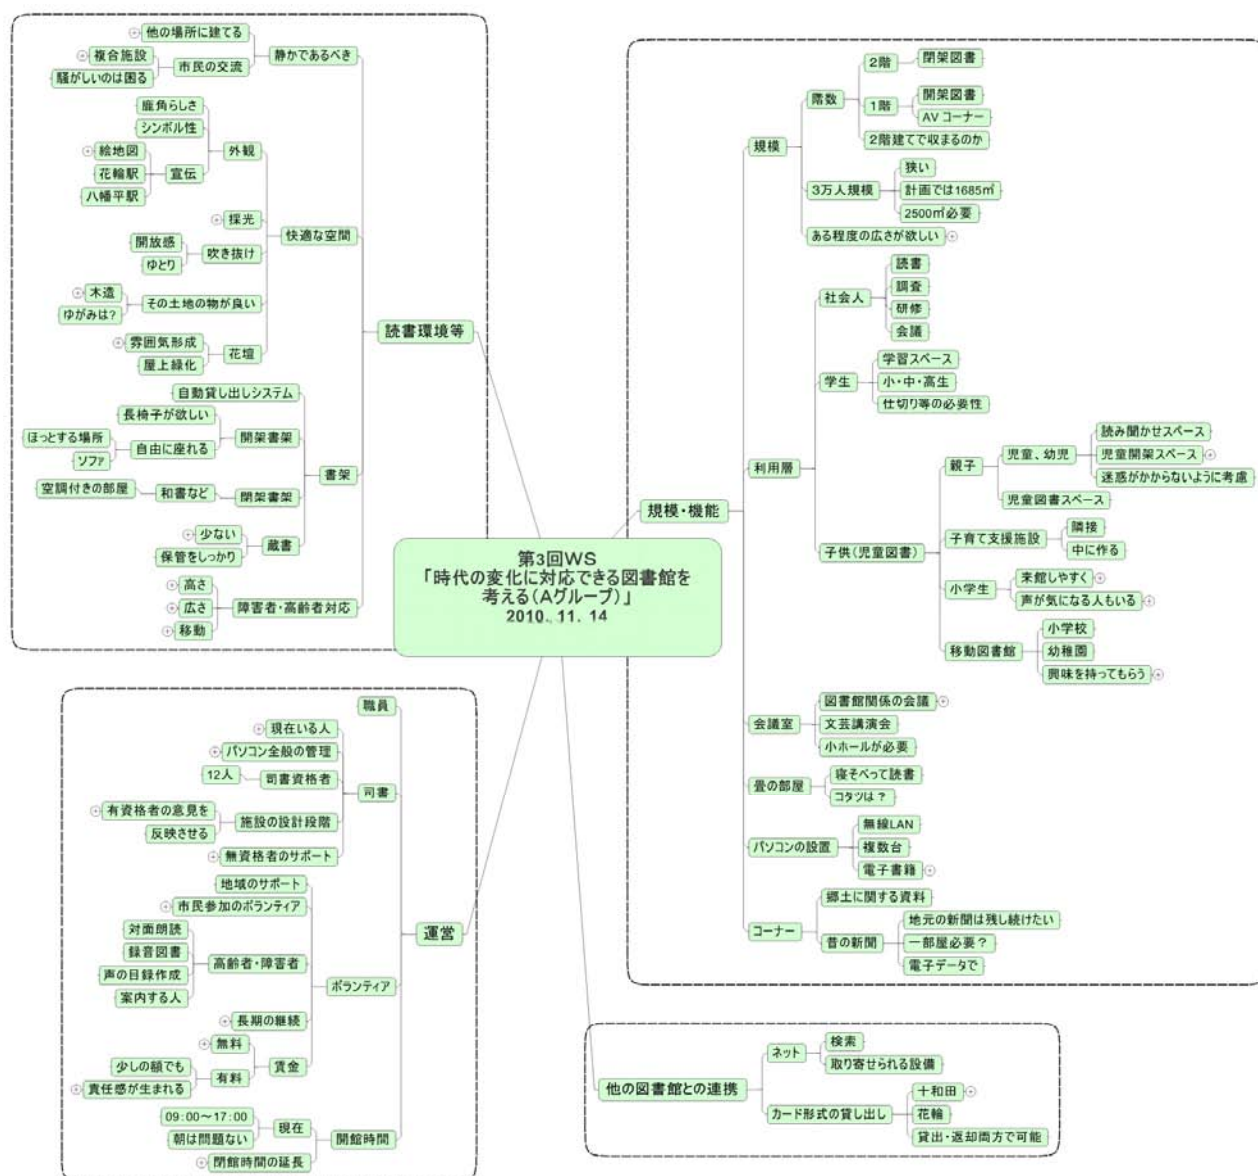 第3回WS
「時代の変化に対応できる図書館を
考える(Aグループ)」
2010. 11. 14
読書環境等
静かであるべき
他の場所に建てる
市民の交流
複合施設
騒がしいのは困る
快適な空間
外観
鹿角らしさ
シンボル性
宣伝
絵地図
花輪駅
八幡平駅
採光
吹き抜け
開放感
ゆとり
その土地の物が良い
木造
ゆがみは?
花壇
雰囲気形成
屋上緑化
書架
自動貸し出しシステム
開架書架
長椅子が欲しい
自由に座れる
ほっとする場所
ソファ
閉架書架
和書など
空調付きの部屋
蔵書
少ない
保管をしっかり
障害者・高齢者対応
高さ
広さ
移動
運営
職員
司書
現在いる人
パソコン全般の管理
司書資格者
12人
施設の設計段階
有資格者の意見を
反映させる
無資格者のサポート
ボランティア
地域のサポート
市民参加のボランティア
高齢者・障害者
対面朗読
録音図書
声の目録作成
案内する人
長期の継続
賃金
無料
有料
少しの額でも
責任感が生まれる
開館時間
現在
09:00~17:00
朝は問題ない
閉館時間の延長
規模・機能
規模
階数
2階
閉架図書
1階
開架図書
AVコーナー
2階建てで収まるのか
3万人規模
狭い
計画では1685㎡
2500㎡必要
ある程度の広さが欲しい
利用層
社会人
読書
調査
研修
会議
学生
学習スペース
小・中・高生
仕切り等の必要性
子供(児童図書)
親子
児童、幼児
読み聞かせスペース
児童開架スペース
迷惑がかからないように考慮
児童図書スペース
子育て支援施設
隣接
中に作る
小学生
来館しやすく
声が気になる人もいる
移動図書館
小学校
幼稚園
興味を持ってもらう
会議室
図書館関係の会議
文芸講演会
小ホールが必要
畳の部屋
寝そべって読書
コタツは?
パソコンの設置
無線LAN
複数台
電子書籍
コーナー
郷土に関する資料
昔の新聞
地元の新聞は残し続けたい
一部屋必要?
電子データで
他の図書館との連携
ネット
検索
取り寄せられる設備
カード形式の貸し出し
十和田
花輪
貸出・返却両方で可能